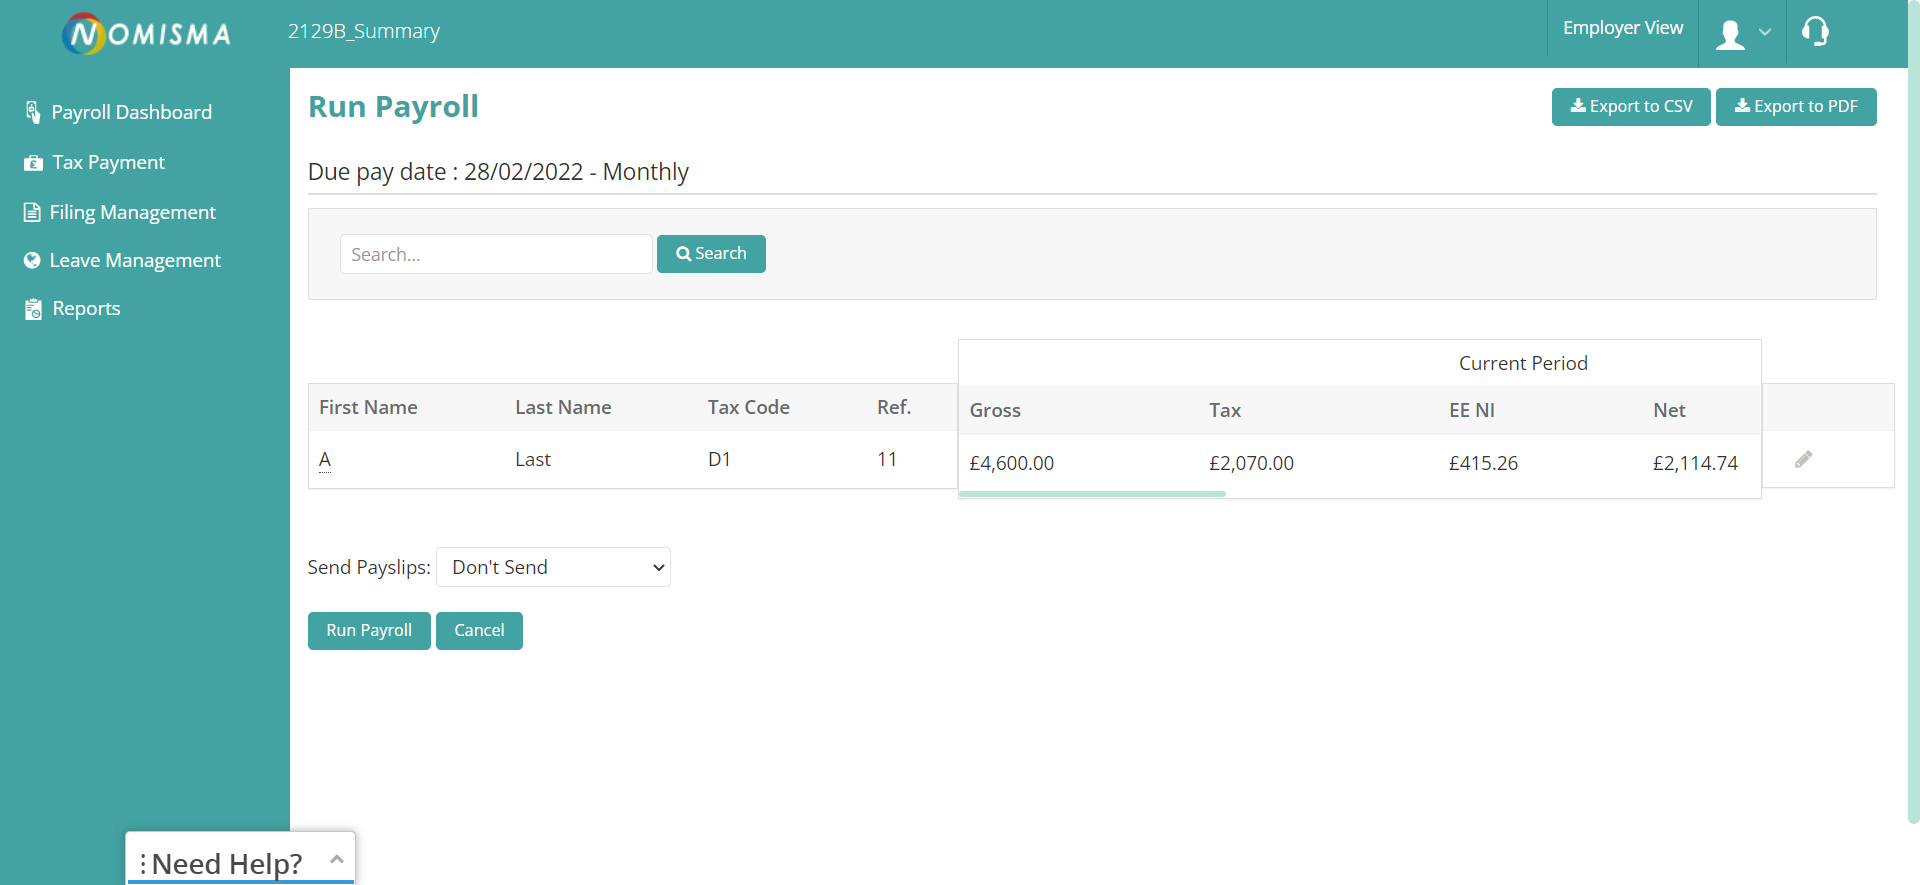 NOMISMA
2129B_Summary
Employer View
Payroll Dashboard
Tax Payment
Filing Management
Leave Management
Reports
Run Payroll
Export to CSV
Export to PDF
Due pay date : 28/02/2022 - Monthly
Search...
Search
Current Period
First Name Last Name Tax Code Ref. Gross Tax EE NI Net
A Last D1 11 £4,600.00 £2,070.00 £415.26 £2,114.74
Send Payslips: Don't Send
Run Payroll Cancel
Need Help?